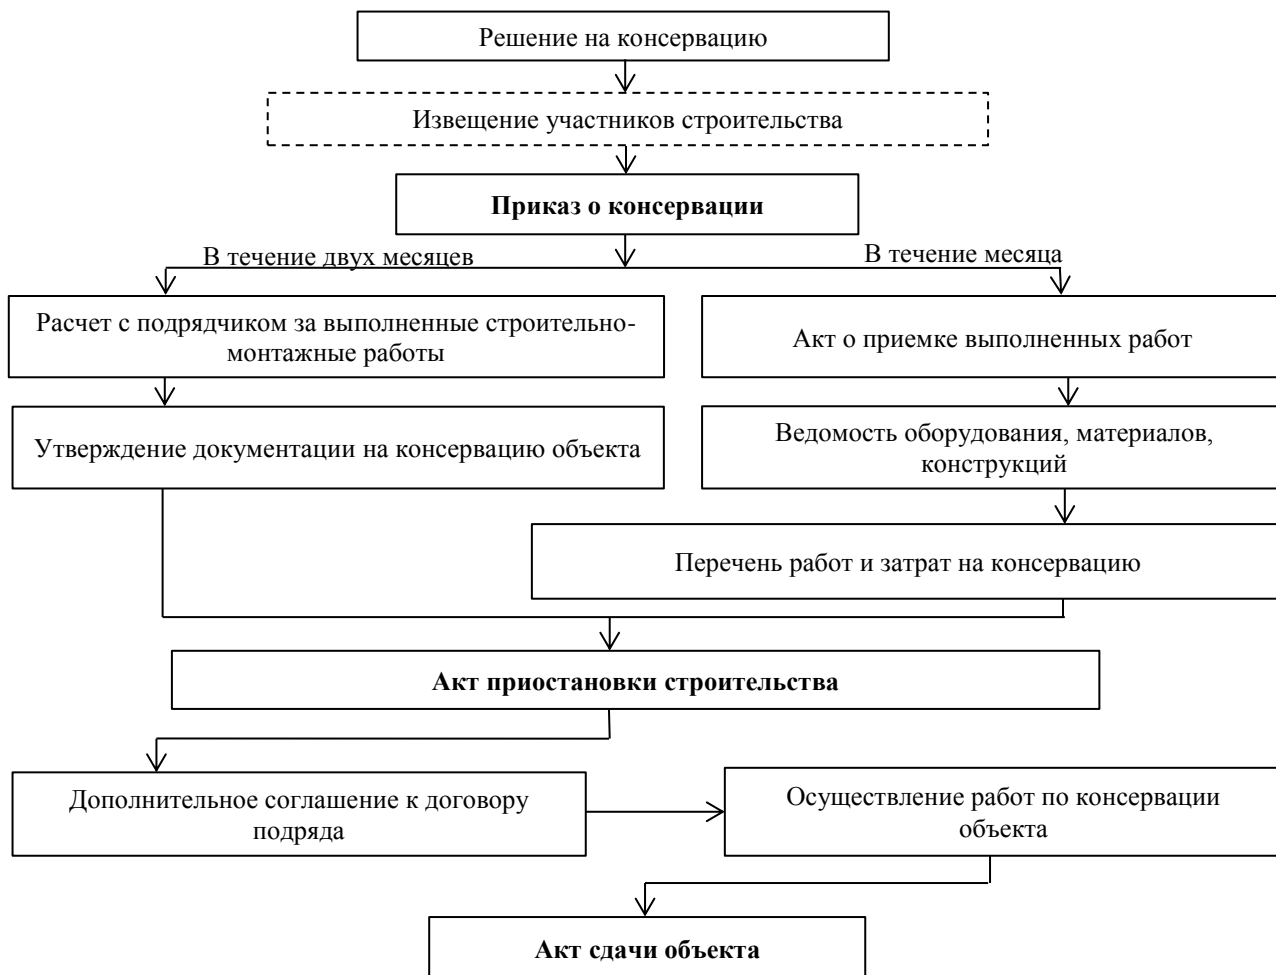 Решение на консервацию
Извещение участников строительства
Приказ о консервации
В течение двух месяцев
В течение месяца
Расчет с подрядчиком за выполненные строительно-
монтажные работы
Акт о приемке выполненных работ
Утверждение документации на консервацию объекта
Ведомость оборудования, материалов,
конструкций
Перечень работ и затрат на консервацию
Акт приостановки строительства
Дополнительное соглашение к договору
подряда
Осуществление работ по консервации
объекта
Акт сдачи объекта